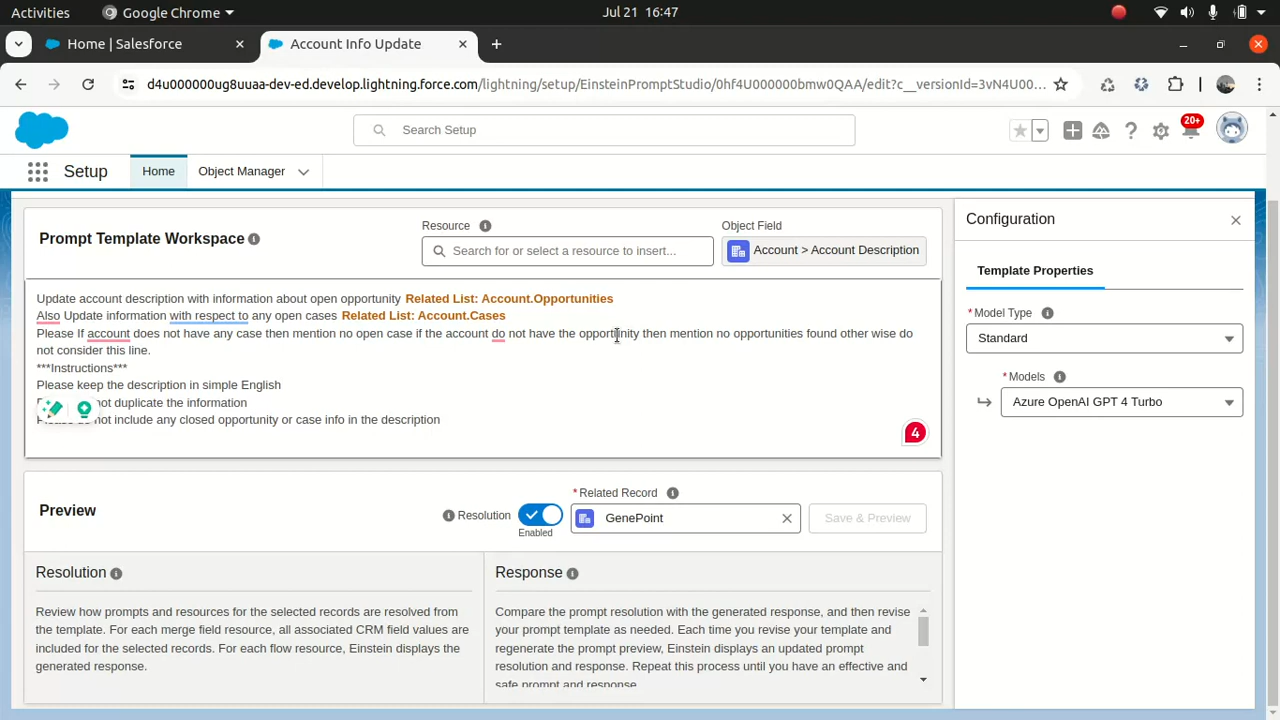 Activities
Google Chrome
Jul 21 16:47
Home | Salesforce
Account Info Update
d4u000000ug8uuaa-dev-ed.develop.lightning.force.com/lightning/setup/EinsteinPromptStudio/0hf4U000000bmw0QAA/edit?c__versionId=3vN4U00...
Search Setup
20+
Setup
Home
Object Manager
Prompt Template Workspace
Resource
Search for or select a resource to insert...
Object Field
Account > Account Description
Update account description with information about open opportunity Related List: Account.Opportunities
Also Update information with respect to any open cases Related List: Account.Cases
Please If account does not have any case then mention no open case if the account do not have the opportunity then mention no opportunities found other wise do
not consider this line.
***Instructions***
Please keep the description in simple English
not duplicate the information
not include any closed opportunity or case info in the description
4
Preview
Resolution
Enabled
* Related Record
GenePoint
Save & Preview
Resolution
Review how prompts and resources for the selected records are resolved from
the template. For each merge field resource, all associated CRM field values are
included for the selected records. For each flow resource, Einstein displays the
generated response.
Response
Compare the prompt resolution with the generated response, and then revise
your prompt template as needed. Each time you revise your template and
regenerate the prompt preview, Einstein displays an updated prompt
resolution and response. Repeat this process until you have an effective and
safe prompt and response.
Configuration
Template Properties
* Model Type
Standard
* Models
Azure OpenAI GPT 4 Turbo